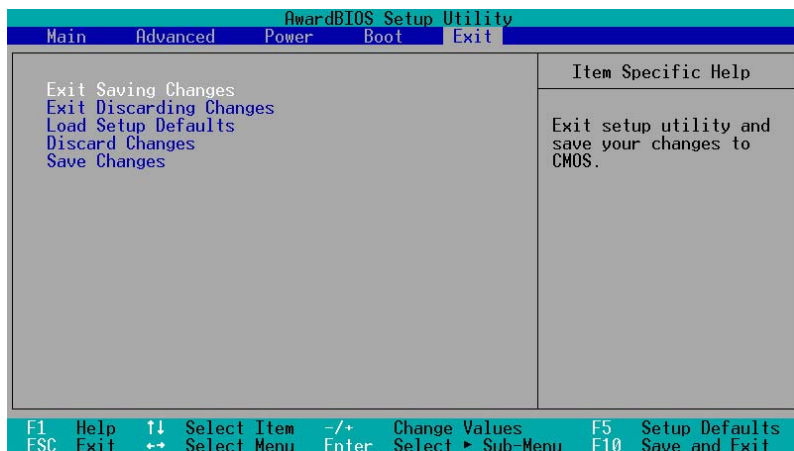 AwardBIOS Setup Utility
Main Advanced Power Boot Exit
Exit Saving Changes
Exit Discarding Changes
Load Setup Defaults
Discard Changes
Save Changes
Item Specific Help
Exit setup utility and
save your changes to
CMOS.
F1 Help ↑↓ Select Item -/+ Change Values F5 Setup Defaults
ESC Exit ←→ Select Menu Enter Select ► Sub-Menu F10 Save and Exit